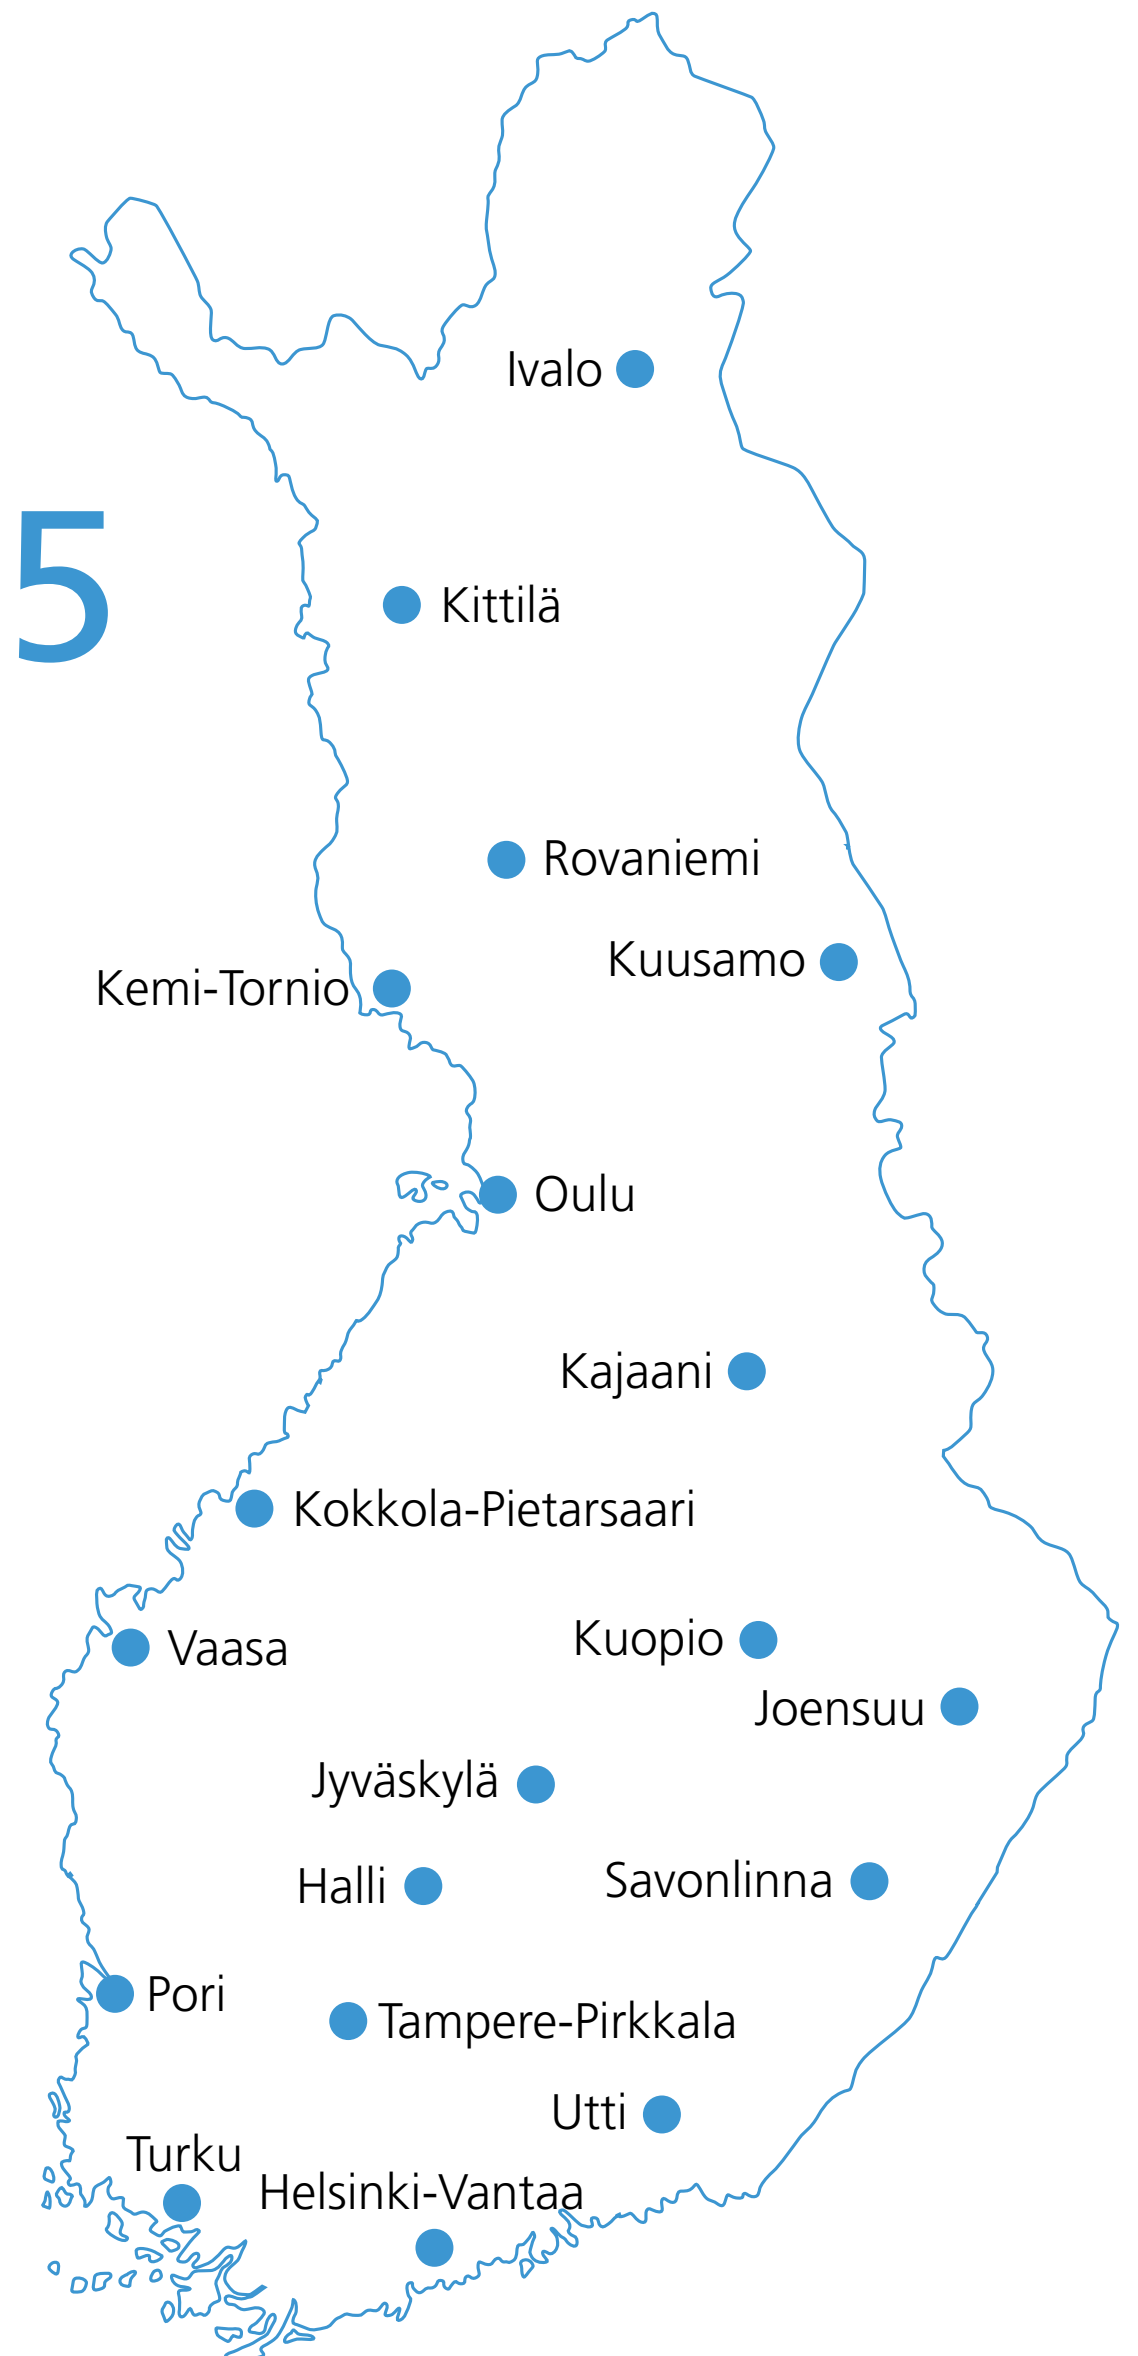 Ivalo
5
Kittilä
Rovaniemi
Kuusamo
Kemi-Tornio
Oulu
Kajaani
Kokkola-Pietarsaari
Kuopio
Vaasa
Joensuu
Jyväskylä
Savonlinna
Halli
Pori
Tampere-Pirkkala
Utti
Turku
Helsinki-Vantaa